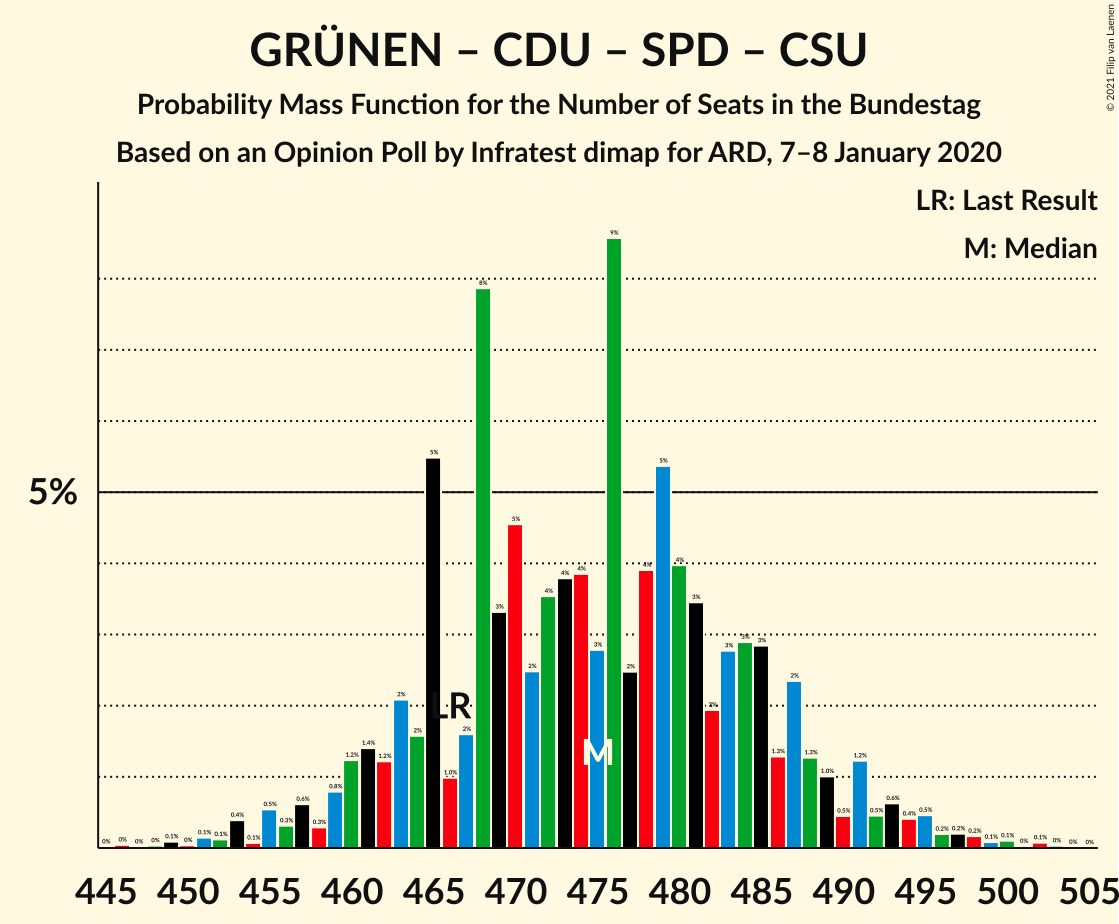 GRÜNEN – CDU – SPD – CSU
Probability Mass Function for the Number of Seats in the Bundestag
Based on an Opinion Poll by Infratest dimap for ARD, 7–8 January 2020
© 2021 Filip van Laenen
LR: Last Result
M: Median
5%
0% 0% 0% 0% 0.1% 0% 0.1% 0.1% 0.4% 0.1% 0.5% 0.3% 0.6% 0.3% 0.8% 1.2% 1.4% 1.2% 2% 2% 5% 1.0% 2% 8% 3% 5% 2% 4% 4% 4% 3% 9% 2% 4% 5% 4% 3% 2% 3% 3% 3% 1.3% 2% 1.3% 1.0% 0.5% 1.2% 0.5% 0.6% 0.4% 0.5% 0.2% 0.2% 0.2% 0.1% 0.1% 0% 0.1% 0% 0% 0%
LR
M
445 450 455 460 465 470 475 480 485 490 495 500 505